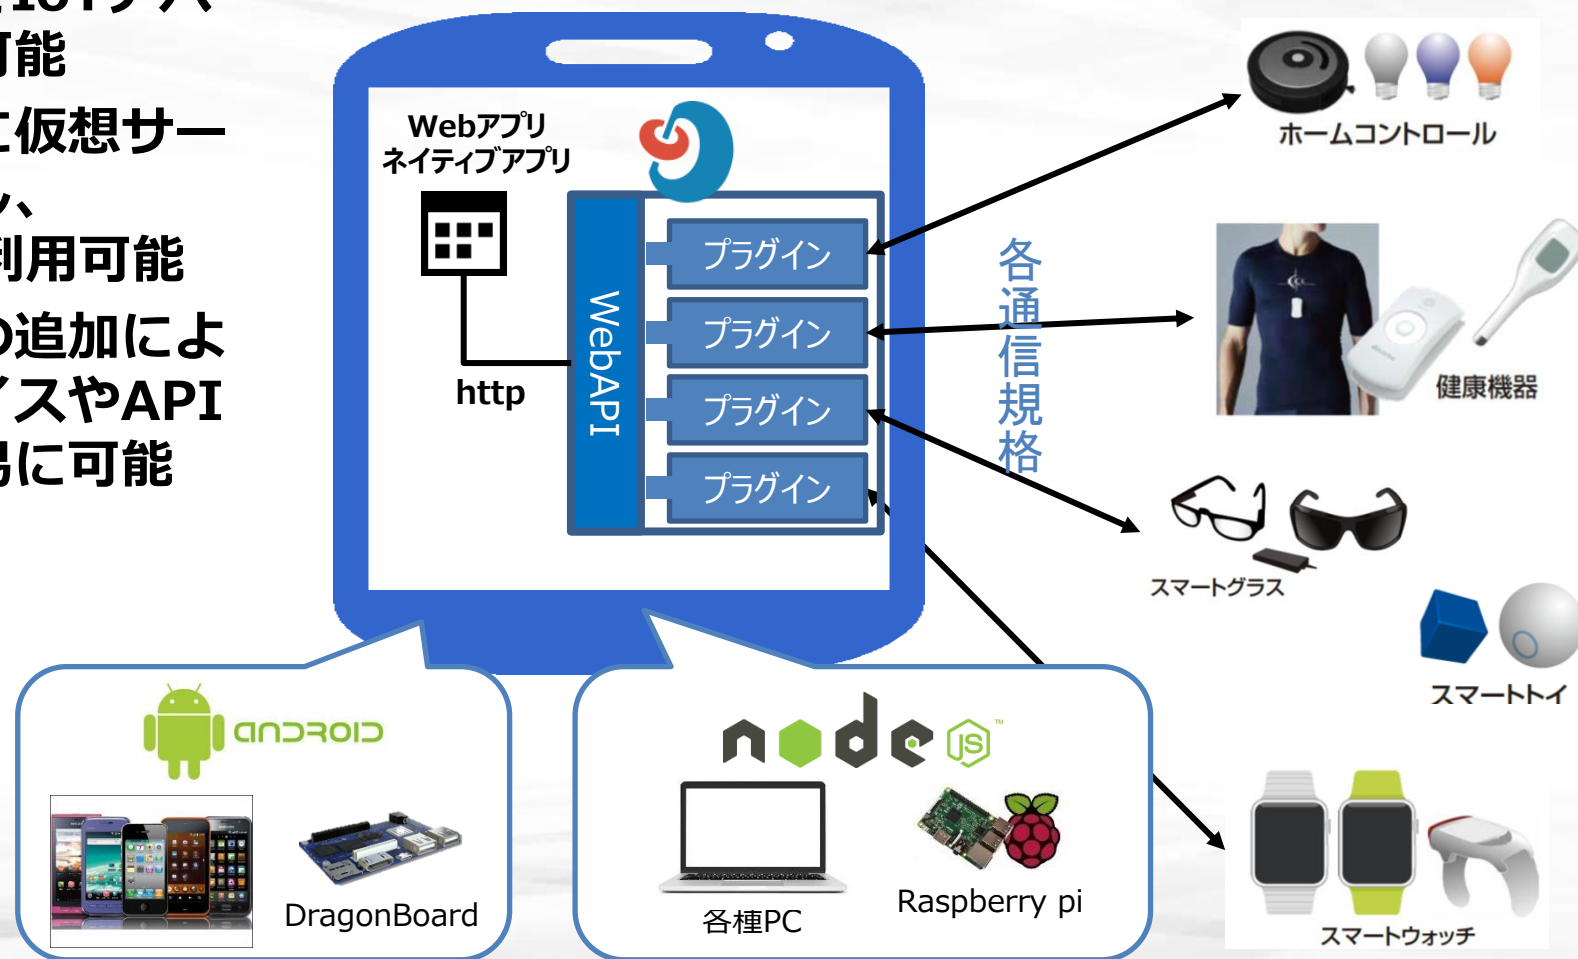 可能
に仮想サー
ル、
利用可能
の追加によ
イスやAPI
易に可能
Webアプリ
ネイティブアプリ
http
WebAPI
プラグイン
プラグイン
プラグイン
プラグイン
各通信規格
ホームコントロール
健康機器
スマートグラス
スマートトイ
スマートウォッチ
ANDROID
DragonBoard
node JS™
各種PC
Raspberry pi